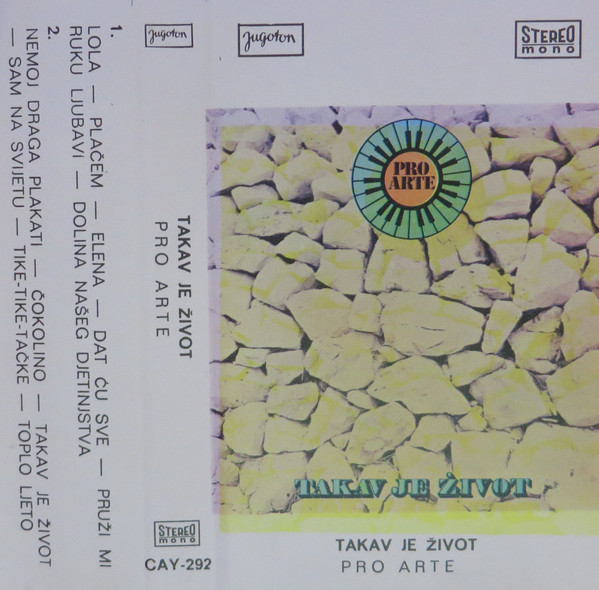 1.
LOLA — PLAČEM — ELENA — DAT ĆU SVE — PRUŽI MI
RUKU LJUBAVI — DOLINA NAŠEG DJETINJSTVA
2.
NEMOJ DRAGA PLAKATI — ČOKOLINO — TAKAV JE ŽIVOT
— SAM NA SVIJETU — TIKE-TIKE-TAČKE — TOPLO LJETO
Jugoton
TAKAV JE ŽIVOT
PRO ARTE
STEREO
mono
CAY-292
Jugoton
STEREO
mono
PRO
ARTE
TAKAV JE ŽIVOT
TAKAV JE ŽIVOT
PRO ARTE